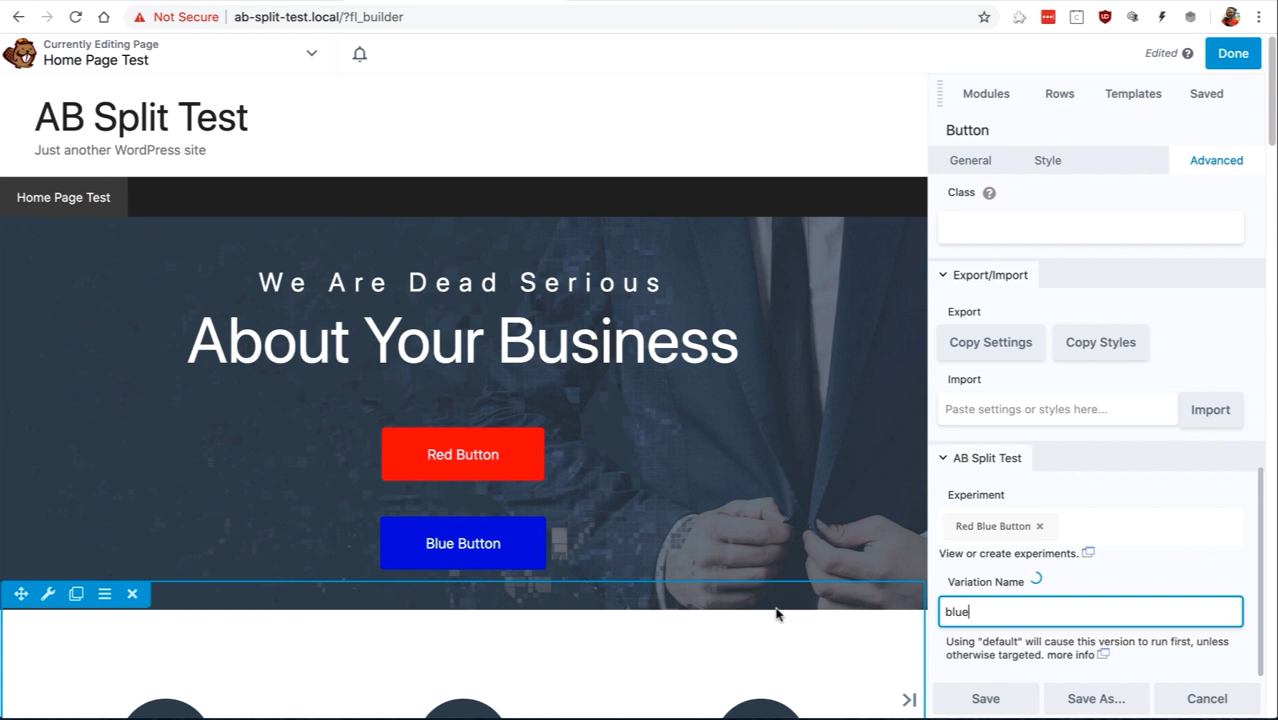 Not Secure
ab-split-test.local/?fl_builder
Currently Editing Page
Home Page Test
Edited
Done
AB Split Test
Just another WordPress site
Home Page Test
We Are Dead Serious
About Your Business
Red Button
Blue Button
Modules
Rows
Templates
Saved
Button
General
Style
Advanced
Class
Export/Import
Export
Copy Settings
Copy Styles
Import
Paste settings or styles here...
Import
AB Split Test
Experiment
Red Blue Button ×
View or create experiments.
Variation Name
blue
Using "default" will cause this version to run first, unless
otherwise targeted. more info
Save
Save As...
Cancel